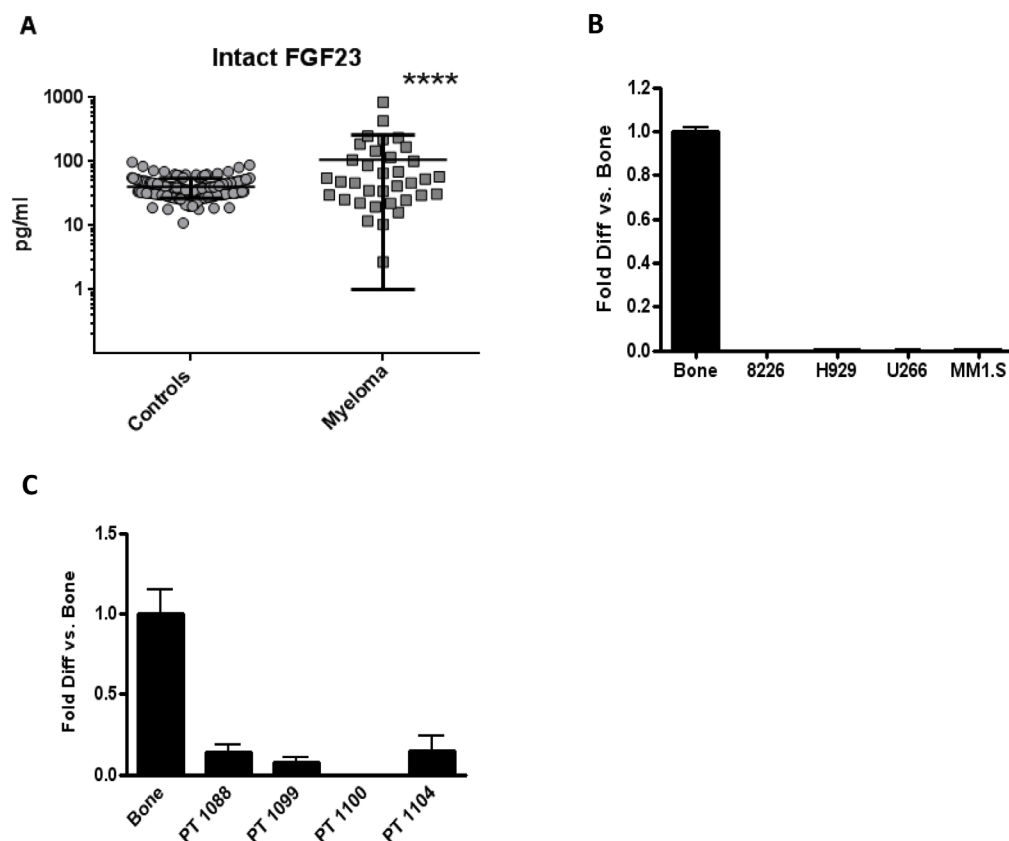 A
Intact FGF23
****
1000
100
10
1
pg/ml
Controls
Myeloma
B
1.2
1.0
0.8
0.6
0.4
0.2
0.0
Fold Diff vs. Bone
Bone 8226 H929 U266 MM1.S
C
1.5
1.0
0.5
0.0
Fold Diff vs. Bone
Bone
PT 1088
PT 1099
PT 1100
PT 1104